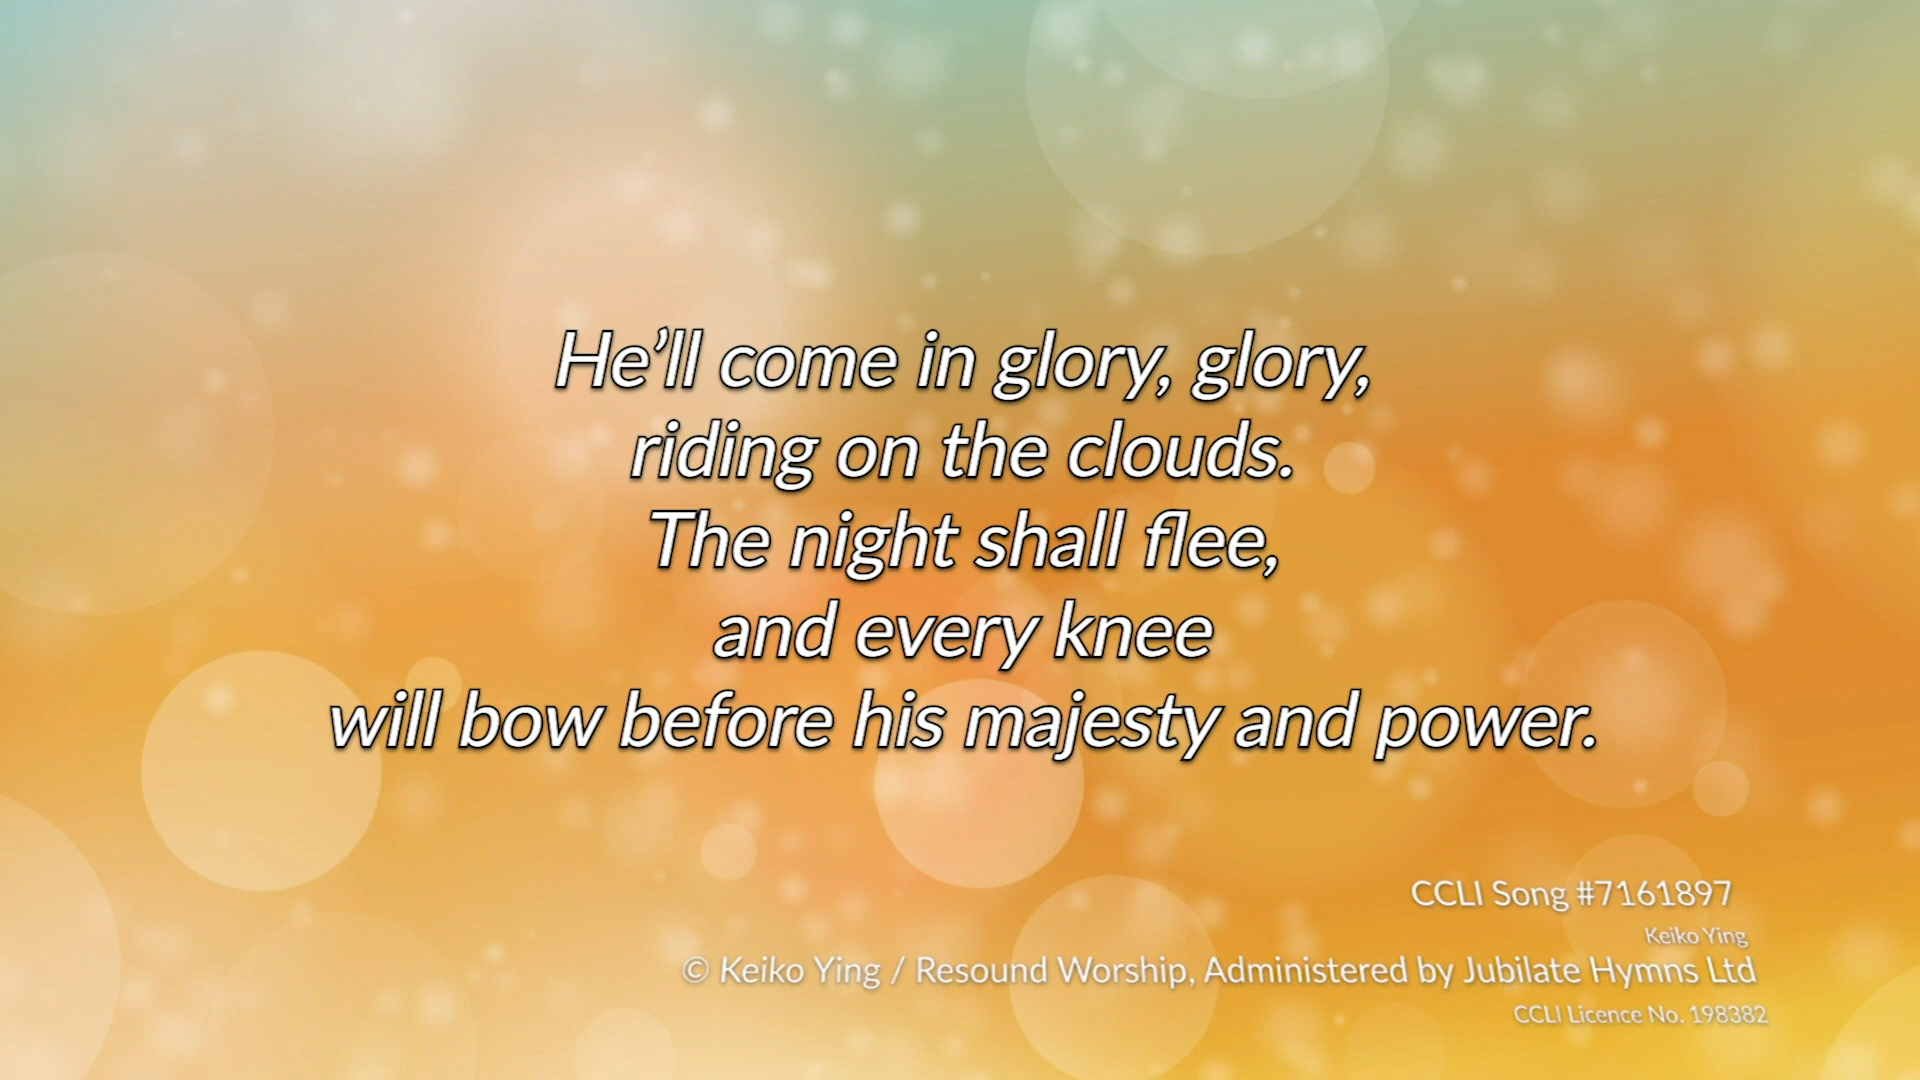 He’ll come in glory, glory,
riding on the clouds.
The night shall flee,
and every knee
will bow before his majesty and power.
CCLI Song #7161897
Keiko Ying
© Keiko Ying / Resound Worship, Administered by Jubilate Hymns Ltd
CCLI Licence No. 198382